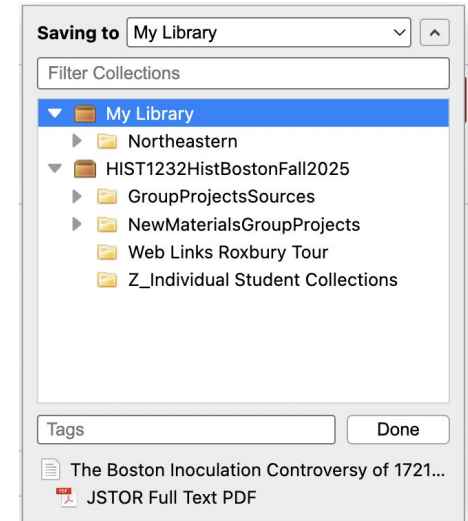 Saving to My Library
Filter Collections
My Library
Northeastern
HIST1232HistBostonFall2025
GroupProjectsSources
NewMaterialsGroupProjects
Web Links Roxbury Tour
Z_Individual Student Collections
Tags Done
The Boston Inoculation Controversy of 1721...
PDF JSTOR Full Text PDF